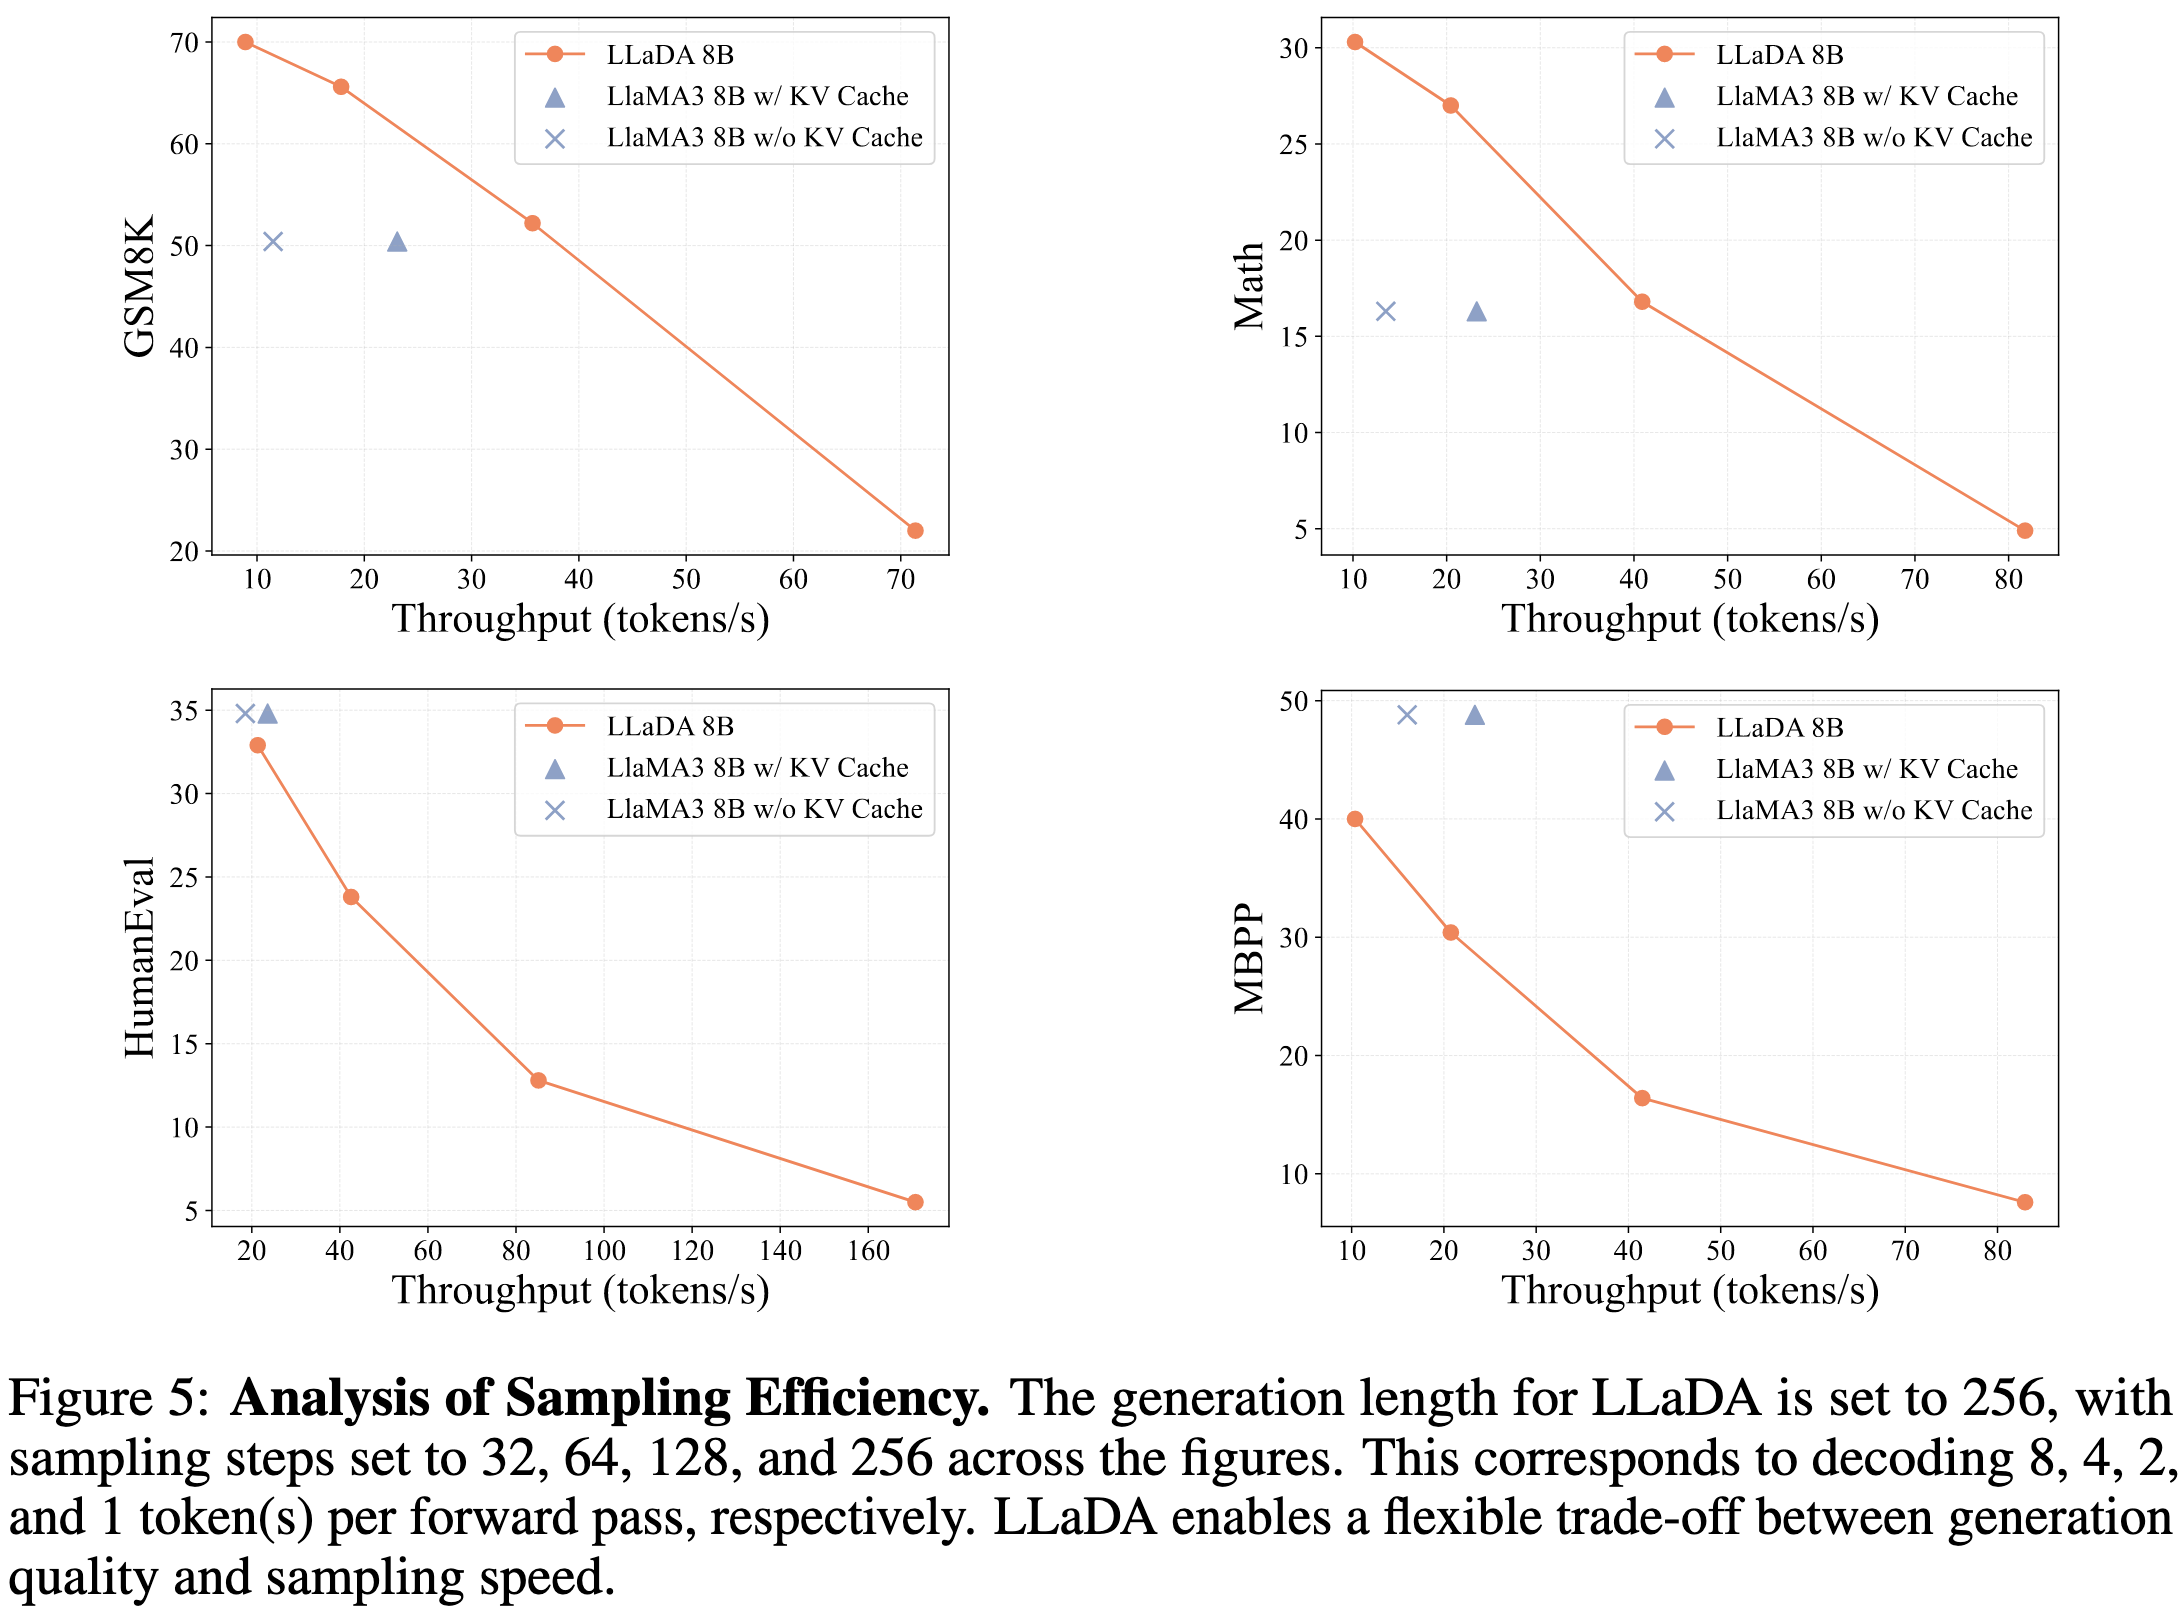 GSM8K
70
60
50
40
30
20
10 20 30 40 50 60 70
Throughput (tokens/s)
LLaDA 8B
LlaMA3 8B w/ KV Cache
LlaMA3 8B w/o KV Cache
Math
30
25
20
15
10
5
10 20 30 40 50 60 70 80
Throughput (tokens/s)
LLaDA 8B
LlaMA3 8B w/ KV Cache
LlaMA3 8B w/o KV Cache
HumanEval
35
30
25
20
15
10
5
20 40 60 80 100 120 140 160
Throughput (tokens/s)
LLaDA 8B
LlaMA3 8B w/ KV Cache
LlaMA3 8B w/o KV Cache
MBPP
50
40
30
20
10
10 20 30 40 50 60 70 80
Throughput (tokens/s)
LLaDA 8B
LlaMA3 8B w/ KV Cache
LlaMA3 8B w/o KV Cache
Figure 5: Analysis of Sampling Efficiency. The generation length for LLaDA is set to 256, with
sampling steps set to 32, 64, 128, and 256 across the figures. This corresponds to decoding 8, 4, 2,
and 1 token(s) per forward pass, respectively. LLaDA enables a flexible trade-off between generation
quality and sampling speed.